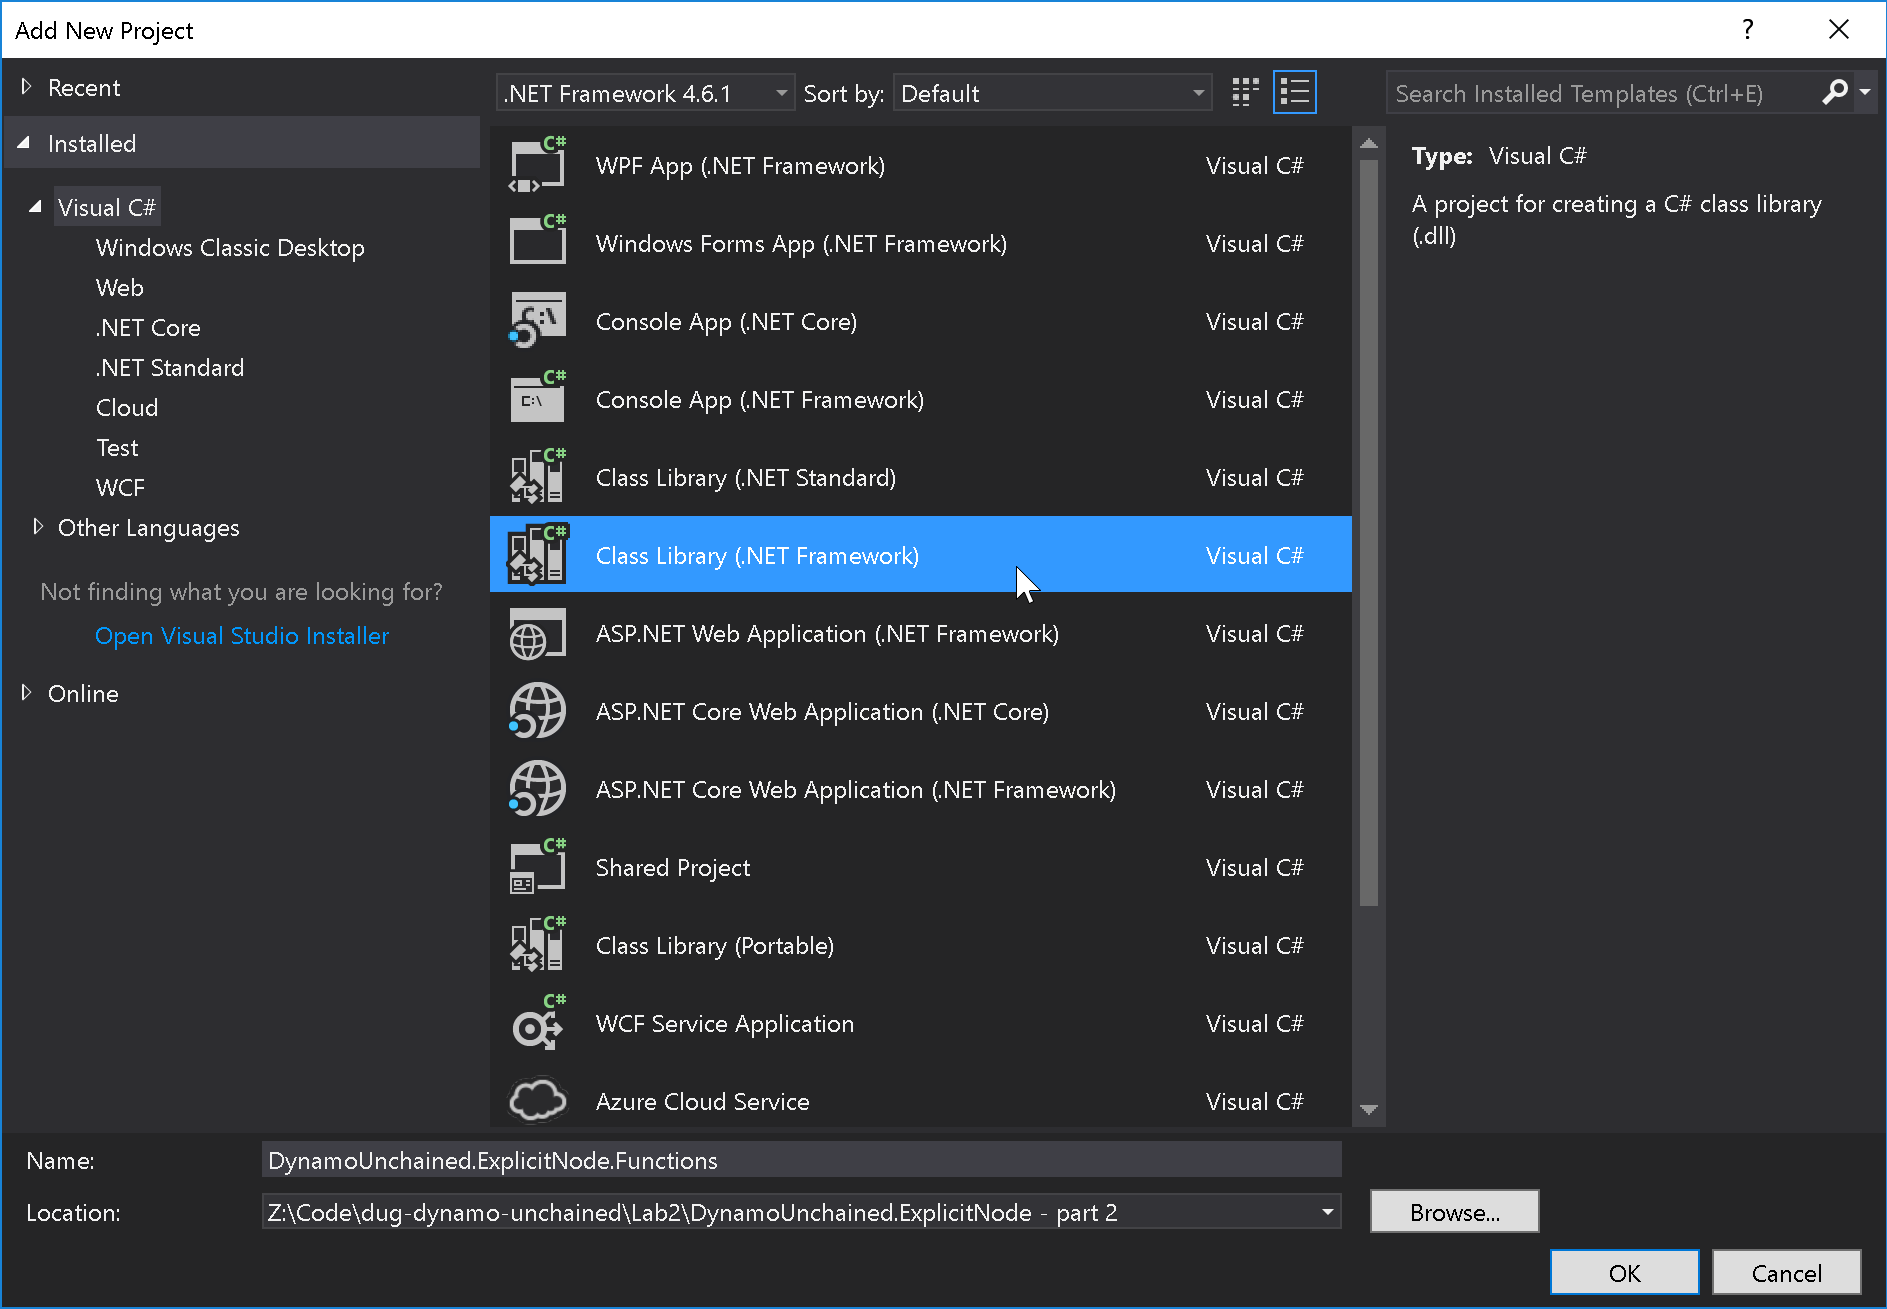 Add New Project
?
Recent
Installed
Visual C#
Windows Classic Desktop
Web
.NET Core
.NET Standard
Cloud
Test
WCF
Other Languages
Not finding what you are looking for?
Open Visual Studio Installer
Online
.NET Framework 4.6.1
Sort by:
Default
Search Installed Templates (Ctrl+E)
C#
WPF App (.NET Framework) Visual C#
C#
Windows Forms App (.NET Framework) Visual C#
Console App (.NET Core) Visual C#
C#
Console App (.NET Framework) Visual C#
C#
Class Library (.NET Standard) Visual C#
C#
Class Library (.NET Framework) Visual C#
ASP.NET Web Application (.NET Framework) Visual C#
ASP.NET Core Web Application (.NET Core) Visual C#
ASP.NET Core Web Application (.NET Framework) Visual C#
C#
Shared Project Visual C#
C#
Class Library (Portable) Visual C#
C#
WCF Service Application Visual C#
Azure Cloud Service Visual C#
Type: Visual C#
A project for creating a C# class library
(.dll)
Name: DynamoUnchained.ExplicitNode.Functions
Location: Z:\Code\dug-dynamo-unchained\Lab2\DynamoUnchained.ExplicitNode - part 2
Browse...
OK
Cancel